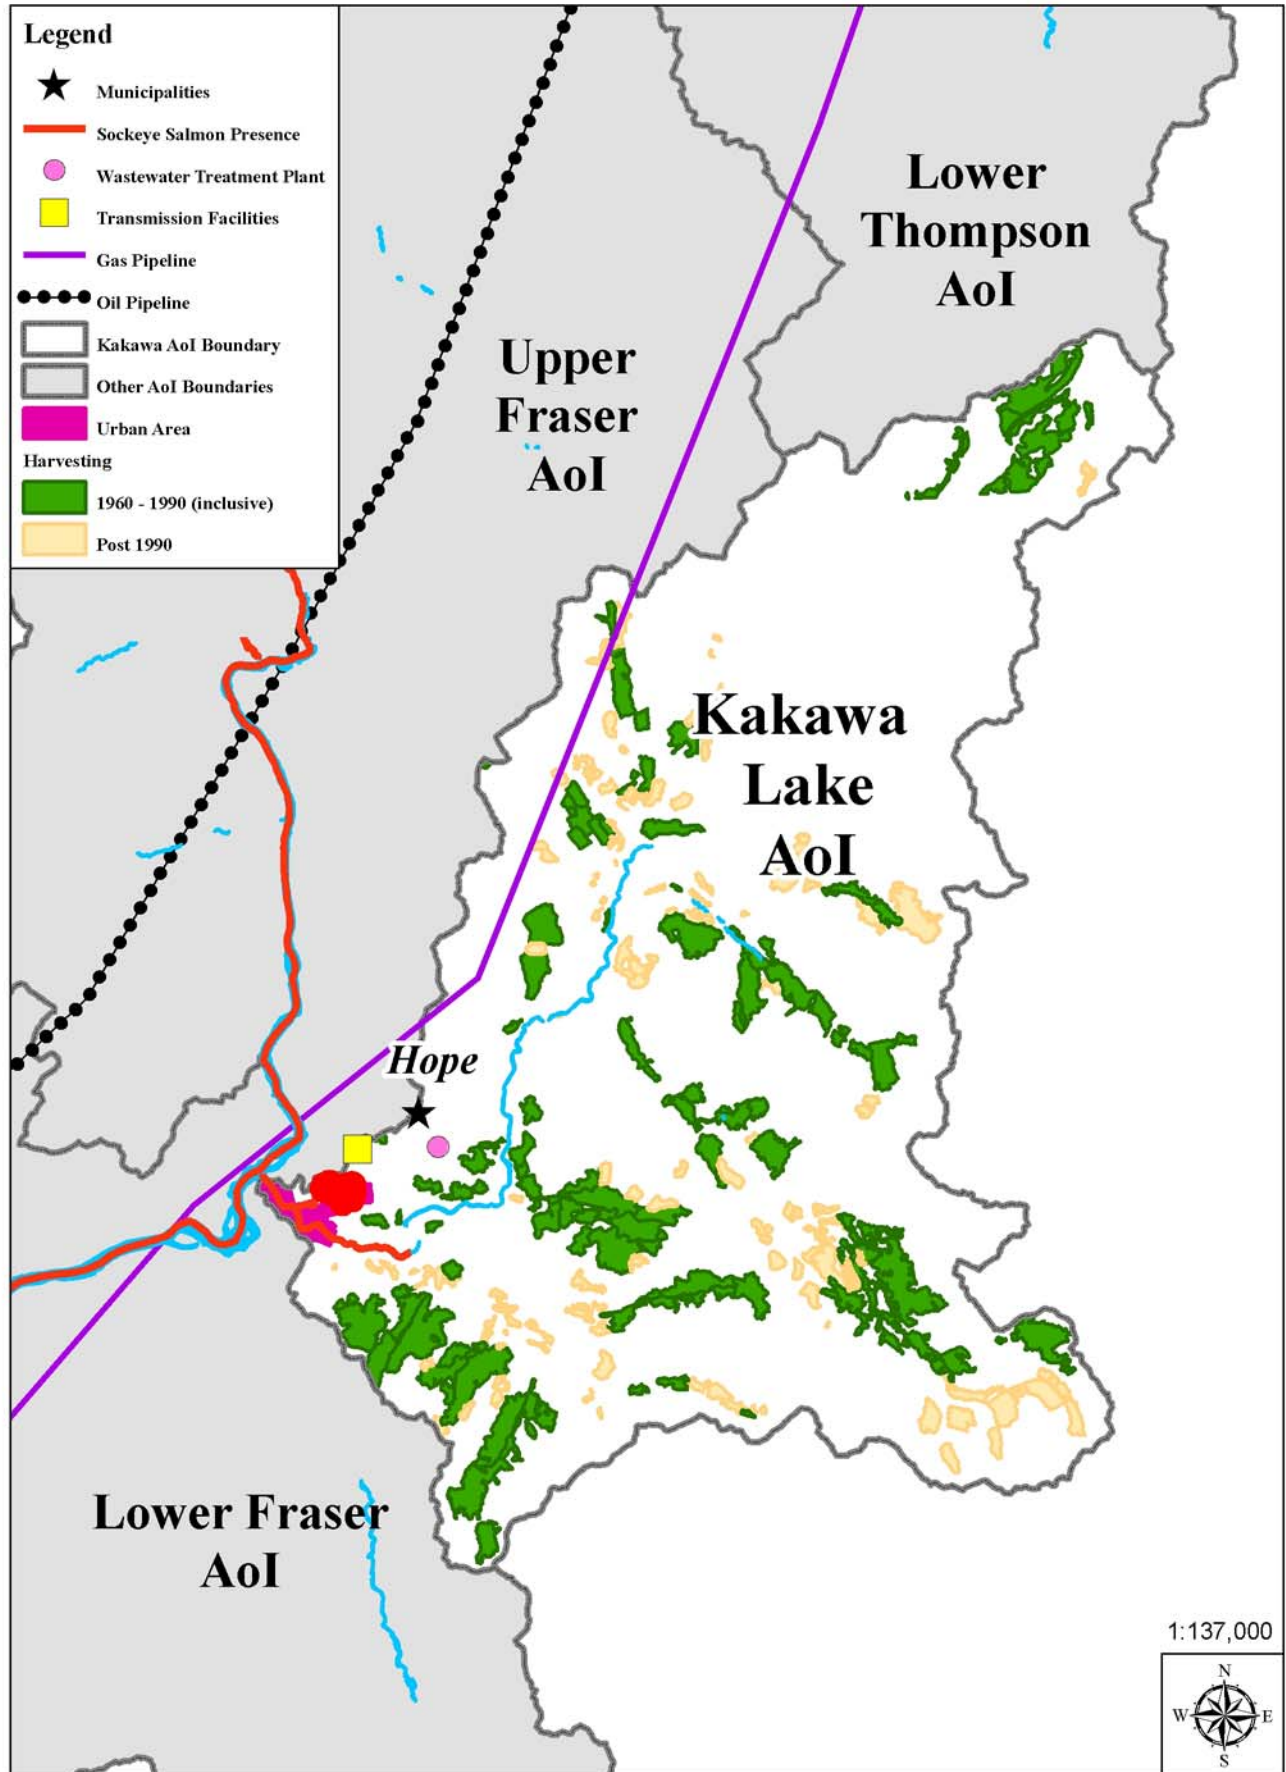 Legend
Municipalities
Sockeye Salmon Presence
Wastewater Treatment Plant
Transmission Facilities
Gas Pipeline
Oil Pipeline
Kakawa AoI Boundary
Other AoI Boundaries
Urban Area
Harvesting
1960 - 1990 (inclusive)
Post 1990
Lower
Thompson
AoI
Upper
Fraser
AoI
Kakawa
Lake
AoI
Hope
Lower Fraser
AoI
1:137,000
N
W E
S